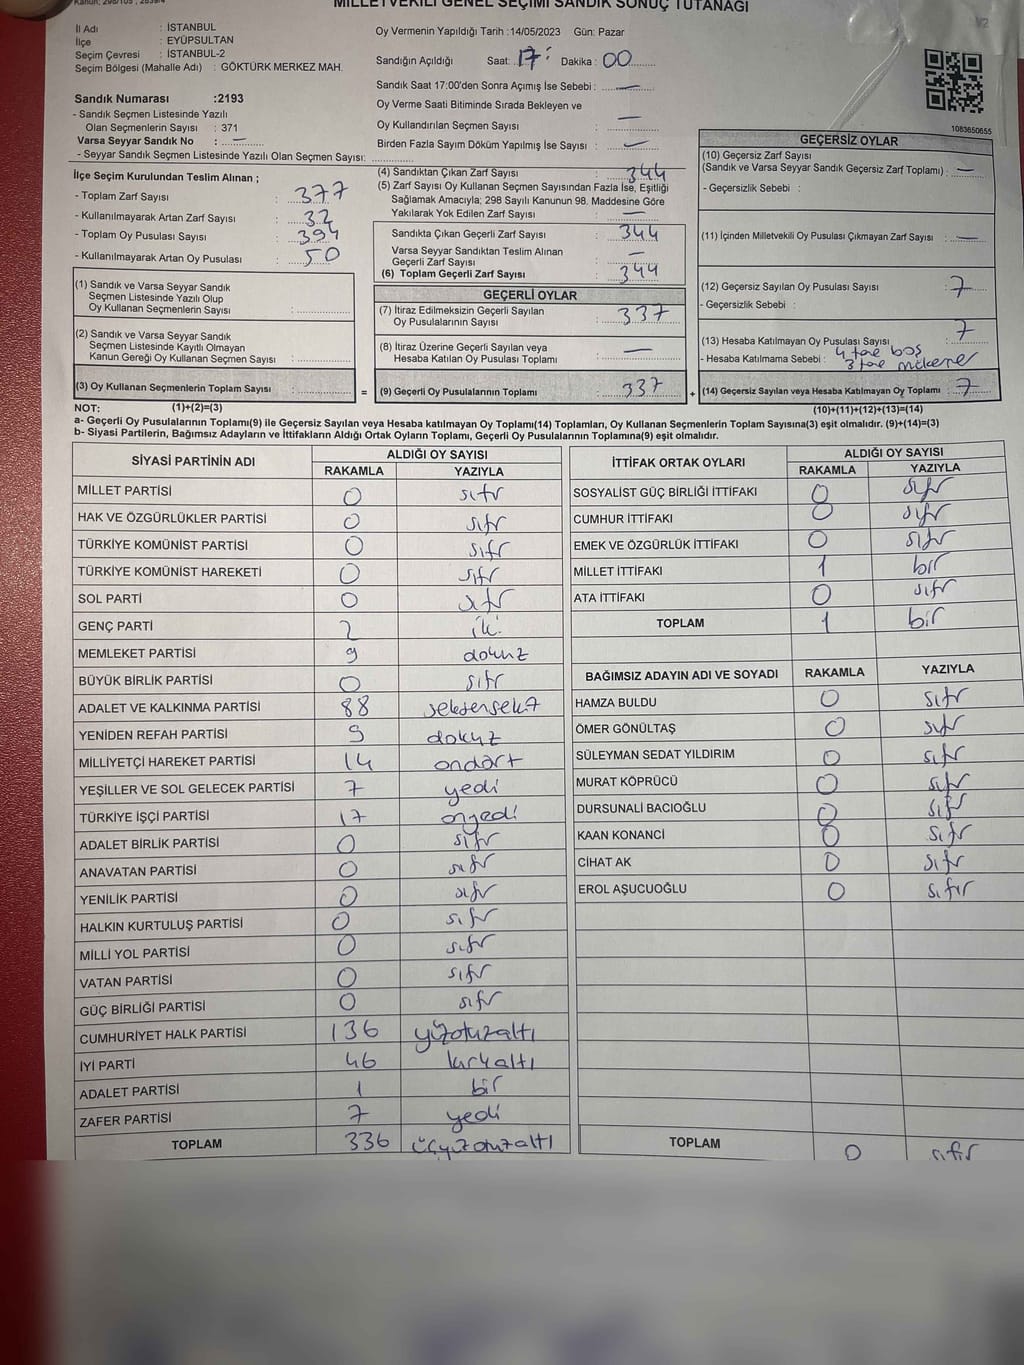 Kanun; 298/105 , 2839/4
MİLLETVEKİLİ GENEL SEÇİMİ SANDIK SONUÇ TUTANAĞI
İl Adı : İSTANBUL
İlçe : EYÜPSULTAN
Seçim Çevresi : İSTANBUL-2
Seçim Bölgesi (Mahalle Adı) : GÖKTÜRK MERKEZ MAH.
Sandık Numarası :2193
- Sandık Seçmen Listesinde Yazılı
Olan Seçmenlerin Sayısı : 371
Varsa Seyyar Sandık No : —
- Seyyar Sandık Seçmen Listesinde Yazılı Olan Seçmen Sayısı:
Oy Vermenin Yapıldığı Tarih :14/05/2023 Gün: Pazar
Sandığın Açıldığı Saat: 17: Dakika : 00
Sandık Saat 17:00'den Sonra Açımış İse Sebebi : —
Oy Verme Saati Bitiminde Sırada Bekleyen ve
Oy Kullandırılan Seçmen Sayısı : —
Birden Fazla Sayım Döküm Yapılmış İse Sayısı : —
1083650655
İlçe Seçim Kurulundan Teslim Alınan ;
- Toplam Zarf Sayısı : 377
- Kullanılmayarak Artan Zarf Sayısı : 32
- Toplam Oy Pusulası Sayısı : 394
- Kullanılmayarak Artan Oy Pusulası : 50
(1) Sandık ve Varsa Seyyar Sandık
Seçmen Listesinde Yazılı Olup
Oy Kullanan Seçmenlerin Sayısı :
(2) Sandık ve Varsa Seyyar Sandık
Seçmen Listesinde Kayıtlı Olmayan
Kanun Gereği Oy Kullanan Seçmen Sayısı :
(3) Oy Kullanan Seçmenlerin Toplam Sayısı :
(4) Sandıktan Çıkan Zarf Sayısı : 344
(5) Zarf Sayısı Oy Kullanan Seçmen Sayısından Fazla İse, Eşitliği
Sağlamak Amacıyla; 298 Sayılı Kanunun 98. Maddesine Göre
Yakılarak Yok Edilen Zarf Sayısı : —
Sandıkta Çıkan Geçerli Zarf Sayısı : 344
Varsa Seyyar Sandıktan Teslim Alınan
Geçerli Zarf Sayısı : —
(6) Toplam Geçerli Zarf Sayısı : 344
GEÇERLİ OYLAR
(7) İtiraz Edilmeksizin Geçerli Sayılan
Oy Pusulalarının Sayısı : 337
(8) İtiraz Üzerine Geçerli Sayılan veya
Hesaba Katılan Oy Pusulası Toplamı : —
= (9) Geçerli Oy Pusulalarının Toplamı : 337
GEÇERSİZ OYLAR
(10) Geçersiz Zarf Sayısı
(Sandık ve Varsa Seyyar Sandık Geçersiz Zarf Toplamı) : —
- Geçersizlik Sebebi :
(11) İçinden Milletvekili Oy Pusulası Çıkmayan Zarf Sayısı : —
(12) Geçersiz Sayılan Oy Pusulası Sayısı : 7
- Geçersizlik Sebebi :
(13) Hesaba Katılmayan Oy Pusulası Sayısı : 7
- Hesaba Katılmama Sebebi : 4 tane boş
3 tane mükerrer
+ (14) Geçersiz Sayılan veya Hesaba Katılmayan Oy Toplamı : 7
NOT: (1)+(2)=(3) (10)+(11)+(12)+(13)=(14)
a- Geçerli Oy Pusulalarının Toplamı(9) ile Geçersiz Sayılan veya Hesaba katılmayan Oy Toplamı(14) Toplamları, Oy Kullanan Seçmenlerin Toplam Sayısına(3) eşit olmalıdır. (9)+(14)=(3)
b- Siyasi Partilerin, Bağımsız Adayların ve İttifakların Aldığı Ortak Oyların Toplamı, Geçerli Oy Pusulalarının Toplamına(9) eşit olmalıdır.
SİYASİ PARTİNİN ADI ALDIĞI OY SAYISI
RAKAMLA YAZIYLA
MİLLET PARTİSİ 0 sıfır
HAK VE ÖZGÜRLÜKLER PARTİSİ 0 sıfır
TÜRKİYE KOMÜNİST PARTİSİ 0 sıfır
TÜRKİYE KOMÜNİST HAREKETİ 0 sıfır
SOL PARTİ 0 sıfır
GENÇ PARTİ 2 iki
MEMLEKET PARTİSİ 9 dokuz
BÜYÜK BİRLİK PARTİSİ 0 sıfır
ADALET VE KALKINMA PARTİSİ 88 seksensekiz
YENİDEN REFAH PARTİSİ 9 dokuz
MİLLİYETÇİ HAREKET PARTİSİ 14 ondört
YEŞİLLER VE SOL GELECEK PARTİSİ 7 yedi
TÜRKİYE İŞÇİ PARTİSİ 17 onyedi
ADALET BİRLİK PARTİSİ 0 sıfır
ANAVATAN PARTİSİ 0 sıfır
YENİLİK PARTİSİ 0 sıfır
HALKIN KURTULUŞ PARTİSİ 0 sıfır
MİLLİ YOL PARTİSİ 0 sıfır
VATAN PARTİSİ 0 sıfır
GÜÇ BİRLİĞİ PARTİSİ 0 sıfır
CUMHURİYET HALK PARTİSİ 136 yüzotuzaltı
İYİ PARTİ 46 kırkaltı
ADALET PARTİSİ 1 bir
ZAFER PARTİSİ 7 yedi
TOPLAM 336 üçyüzotuzaltı
İTTİFAK ORTAK OYLARI ALDIĞI OY SAYISI
RAKAMLA YAZIYLA
SOSYALİST GÜÇ BİRLİĞİ İTTİFAKI 0 sıfır
CUMHUR İTTİFAKI 0 sıfır
EMEK VE ÖZGÜRLÜK İTTİFAKI 0 sıfır
MİLLET İTTİFAKI 1 bir
ATA İTTİFAKI 0 sıfır
TOPLAM 1 bir
BAĞIMSIZ ADAYIN ADI VE SOYADI RAKAMLA YAZIYLA
HAMZA BULDU 0 sıfır
ÖMER GÖNÜLTAŞ 0 sıfır
SÜLEYMAN SEDAT YILDIRIM 0 sıfır
MURAT KÖPRÜCÜ 0 sıfır
DURSUNALİ BACIOĞLU 0 sıfır
KAAN KONANCİ 0 sıfır
CİHAT AK 0 sıfır
EROL AŞUCUOĞLU 0 sıfır
TOPLAM 0 sıfır